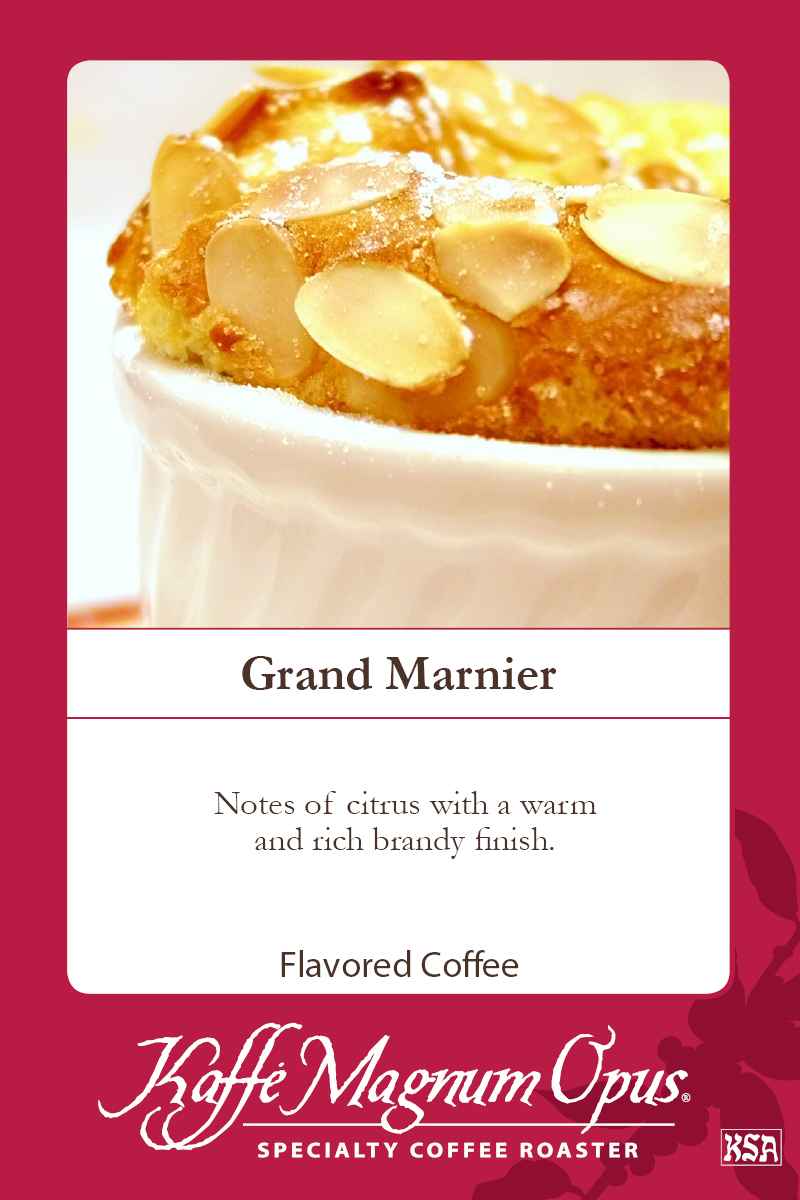 Grand Marnier
Notes of citrus with a warm
and rich brandy finish.
Flavored Coffee
Kaffé Magnum Opus®
SPECIALTY COFFEE ROASTER
KSA